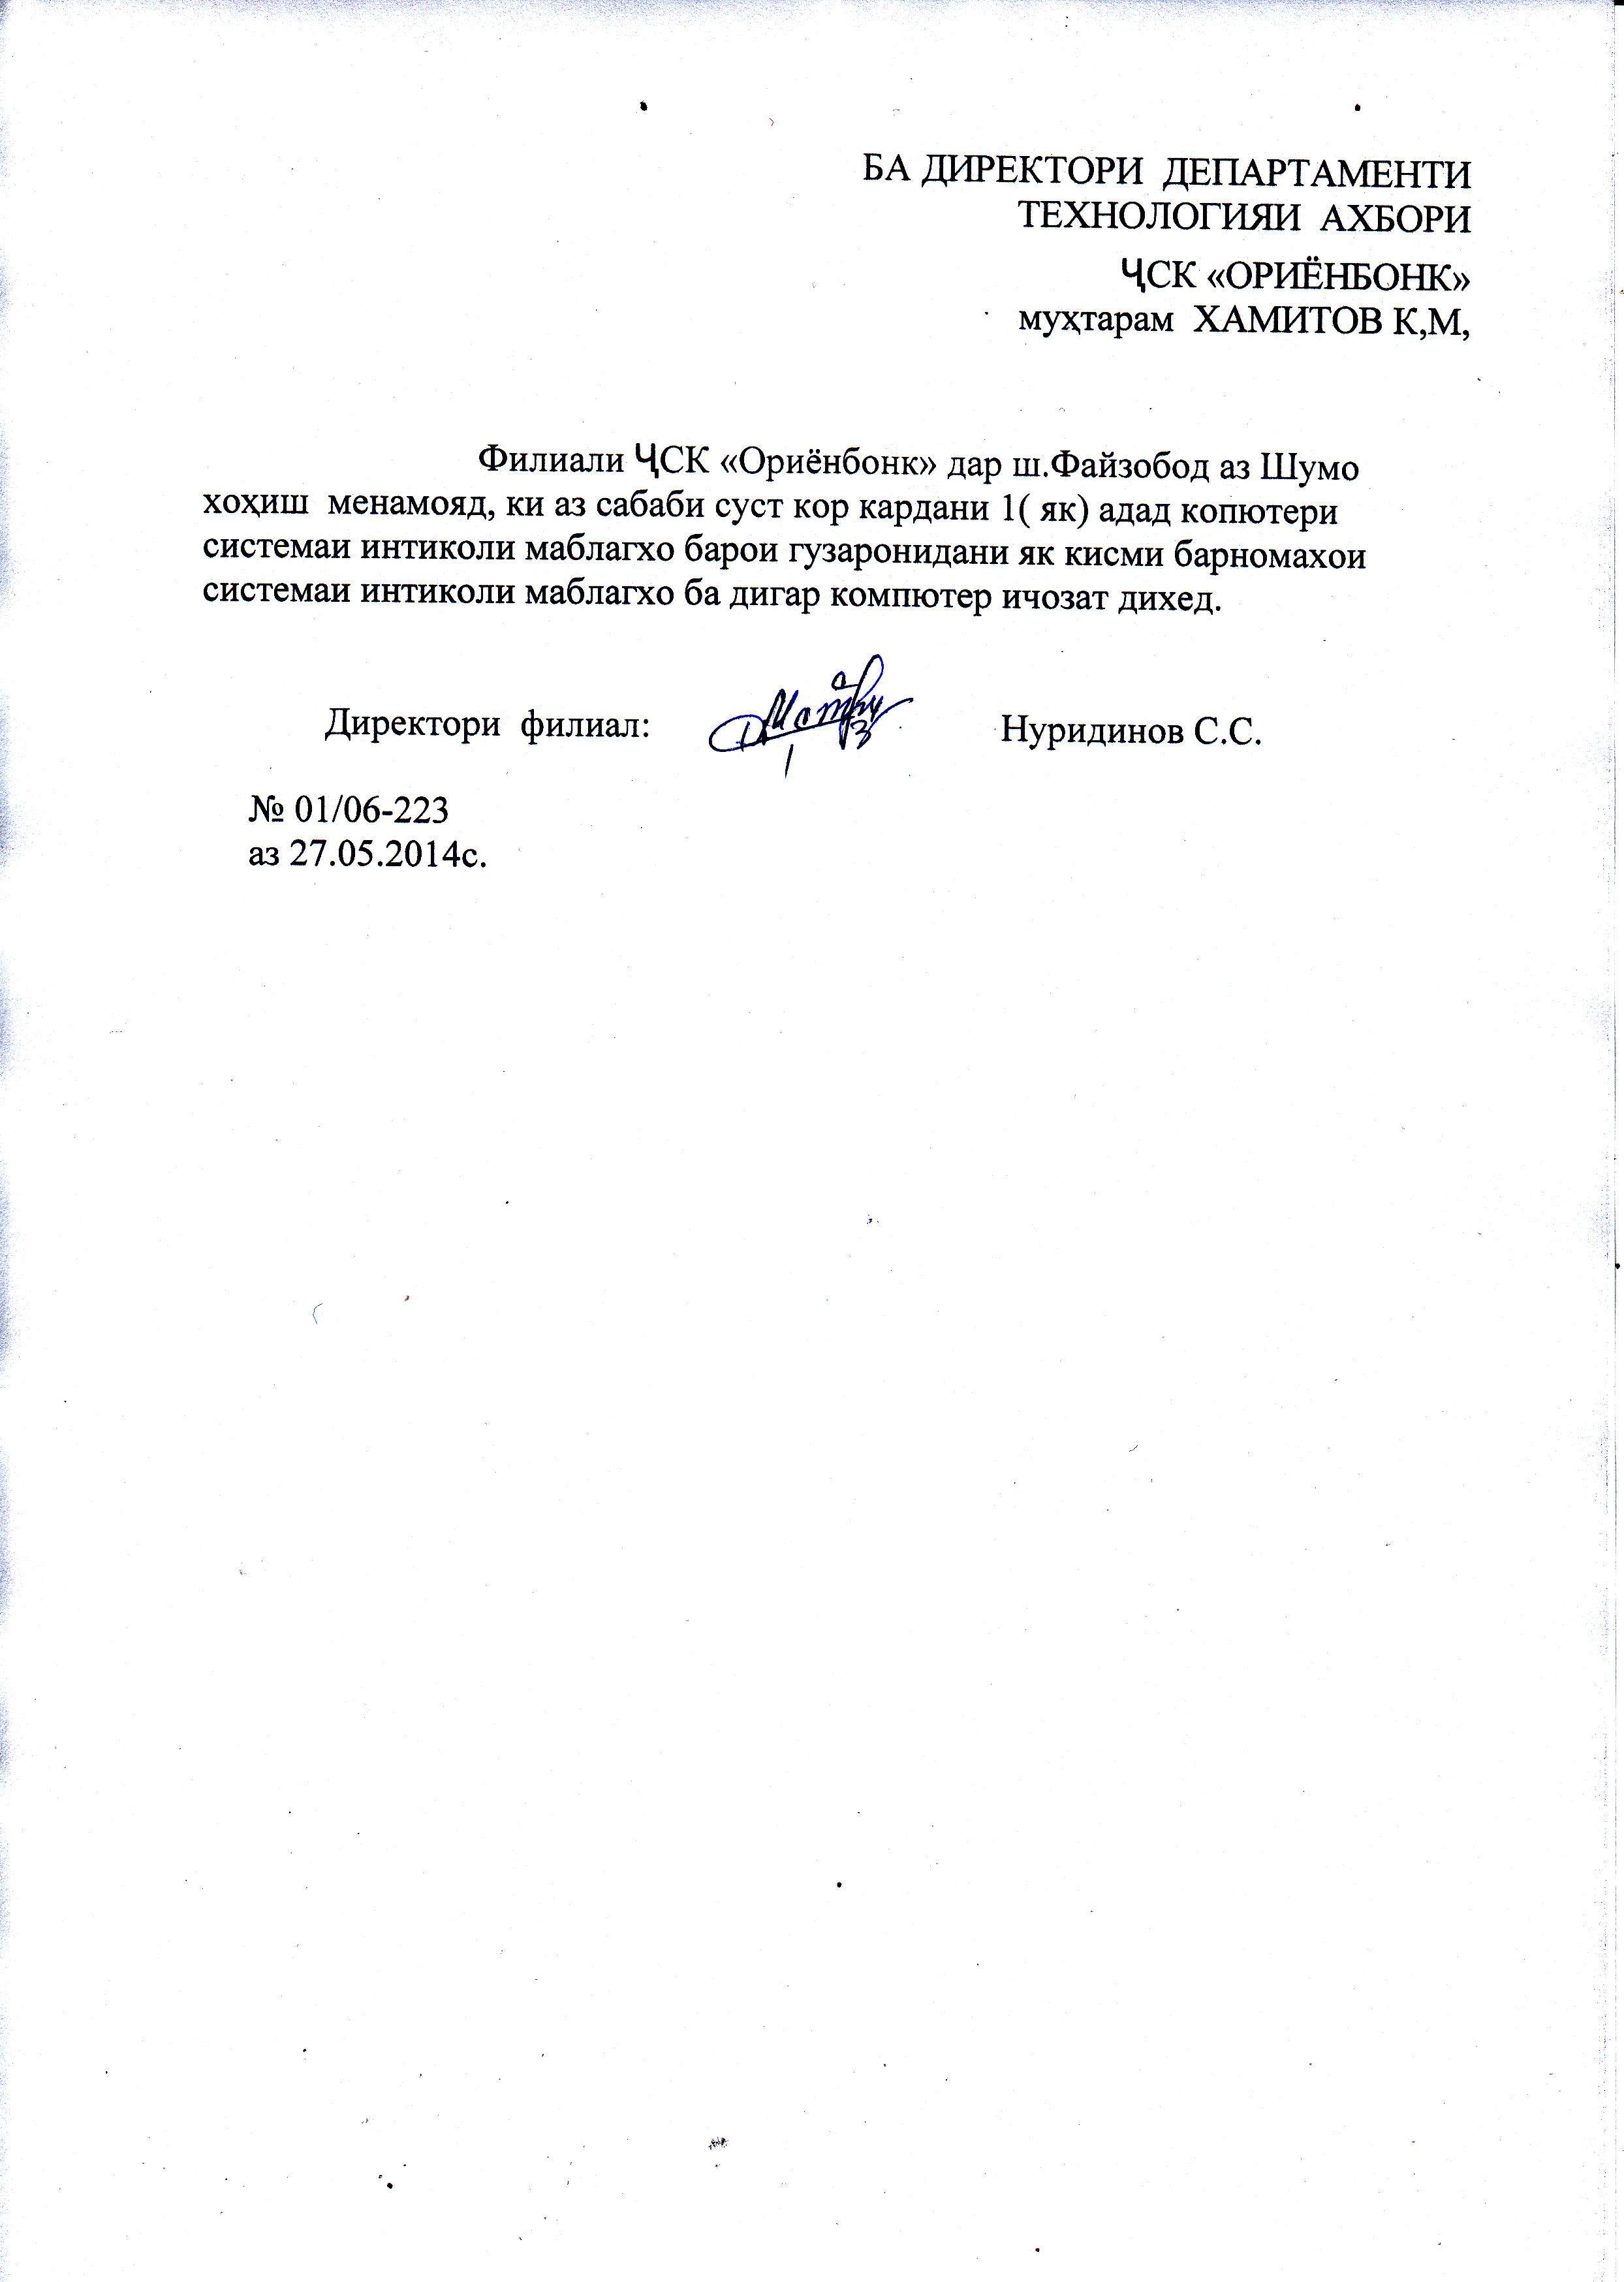 БА ДИРЕКТОРИ ДЕПАРТАМЕНТИ
ТЕХНОЛОГИЯИ АХБОРИ
ҶСК «ОРИЁНБОНК»
муҳтарам ХАМИТОВ К,М,
Филиали ҶСК «Ориёнбонк» дар ш.Файзобод аз Шумо
хоҳиш менамояд, ки аз сабаби суст кор кардани 1( як) адад копютери
системаи интиколи маблагхо барои гузаронидани як кисми барномахои
системаи интиколи маблагхо ба дигар компютер ичозат дихед.
Директори филиал: Нуридинов С.С.
№ 01/06-223
аз 27.05.2014с.